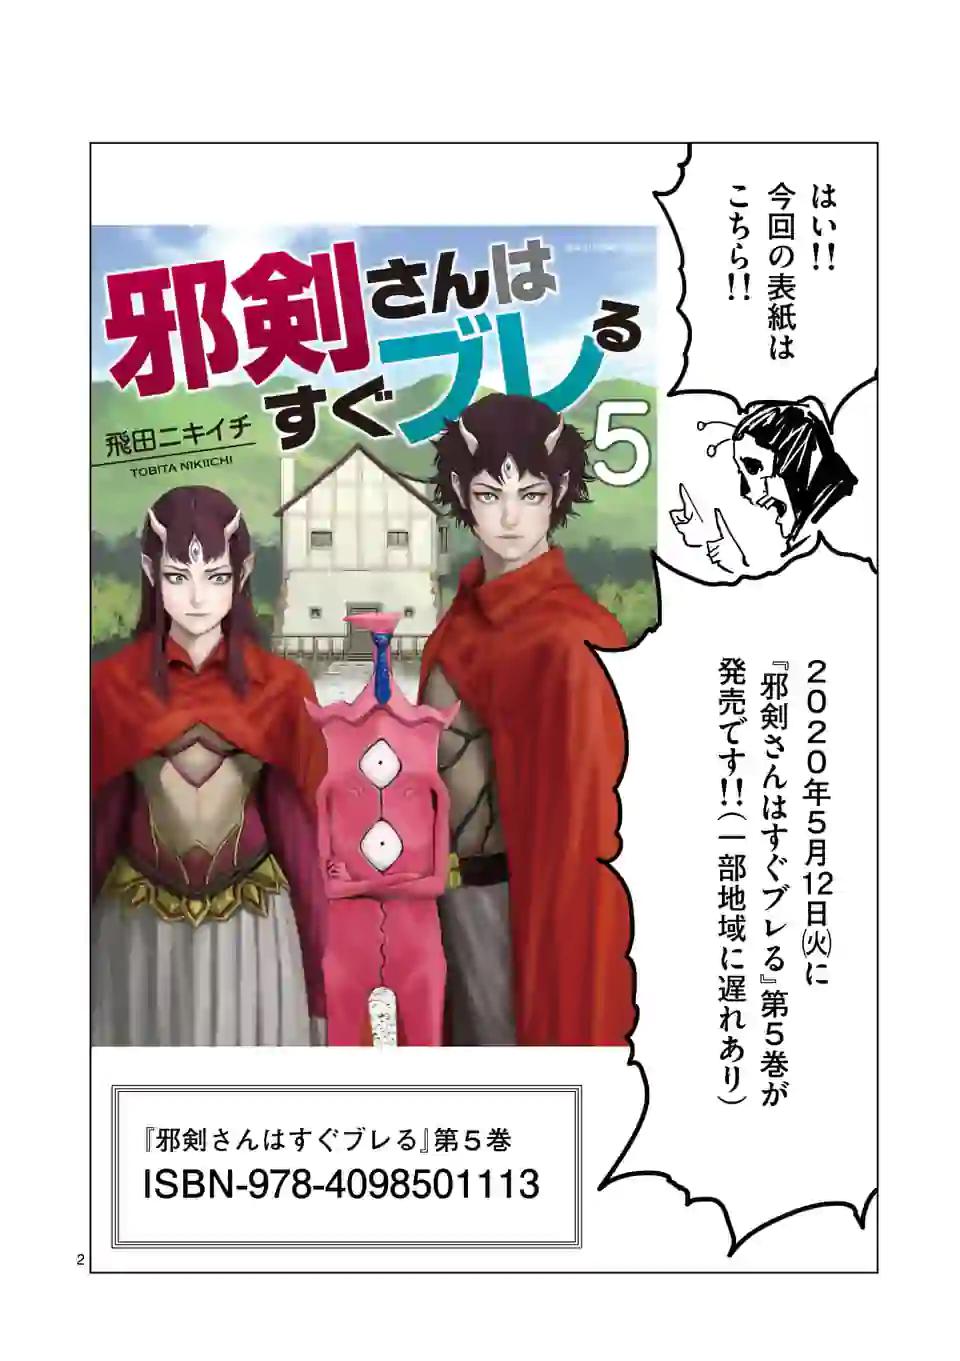 はい!!
今回の表紙は
こちら!!
邪剣さんは
すぐブレる
5
飛田ニキイチ
TOBITA NIKIICHI
2020年5月12日(火)に
『邪剣さんはすぐブレる』第5巻が
発売です!!(一部地域に遅れあり)
『邪剣さんはすぐブレる』第5巻
ISBN-978-4098501113
2